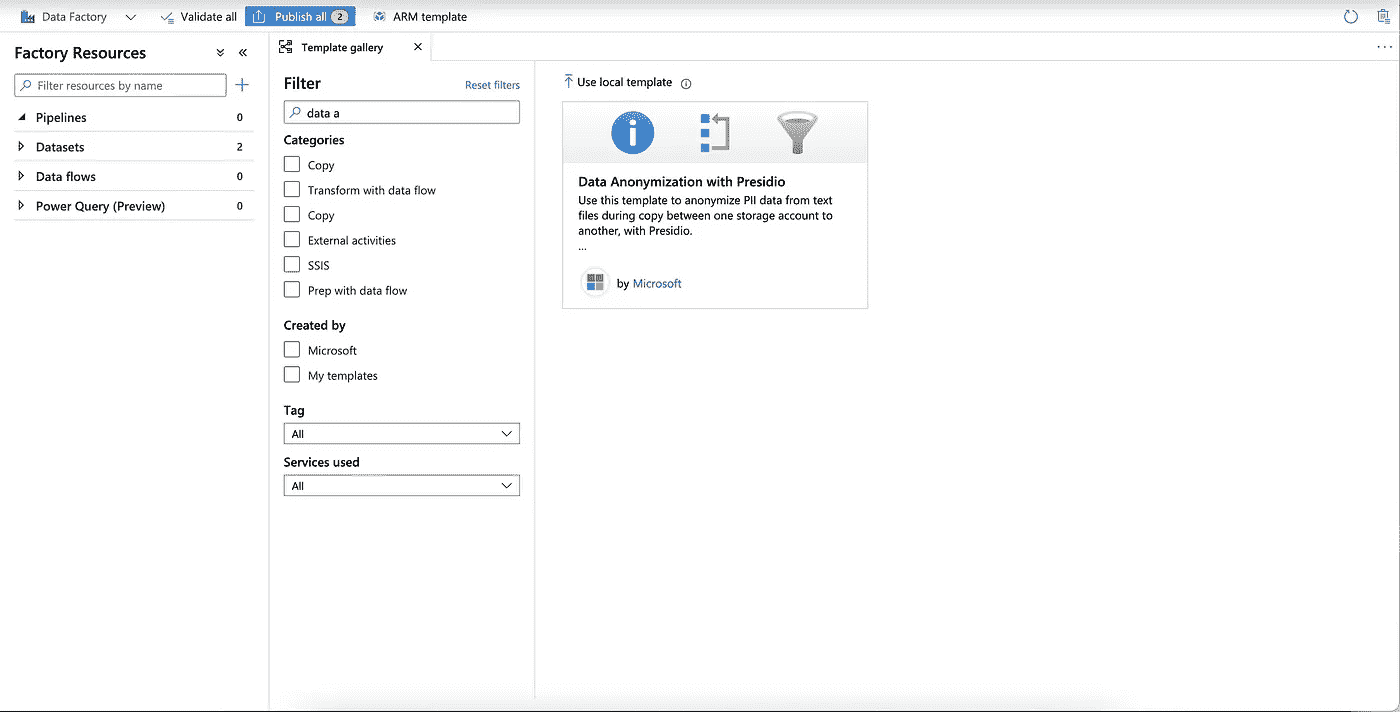 Data Factory
Validate all
Publish all 2
ARM template
Factory Resources
Filter resources by name
Pipelines 0
Datasets 2
Data flows 0
Power Query (Preview) 0
Template gallery
Filter
Reset filters
data a
Categories
Copy
Transform with data flow
Copy
External activities
SSIS
Prep with data flow
Created by
Microsoft
My templates
Tag
All
Services used
All
Use local template
Data Anonymization with Presidio
Use this template to anonymize PII data from text
files during copy between one storage account to
another, with Presidio.
...
by Microsoft